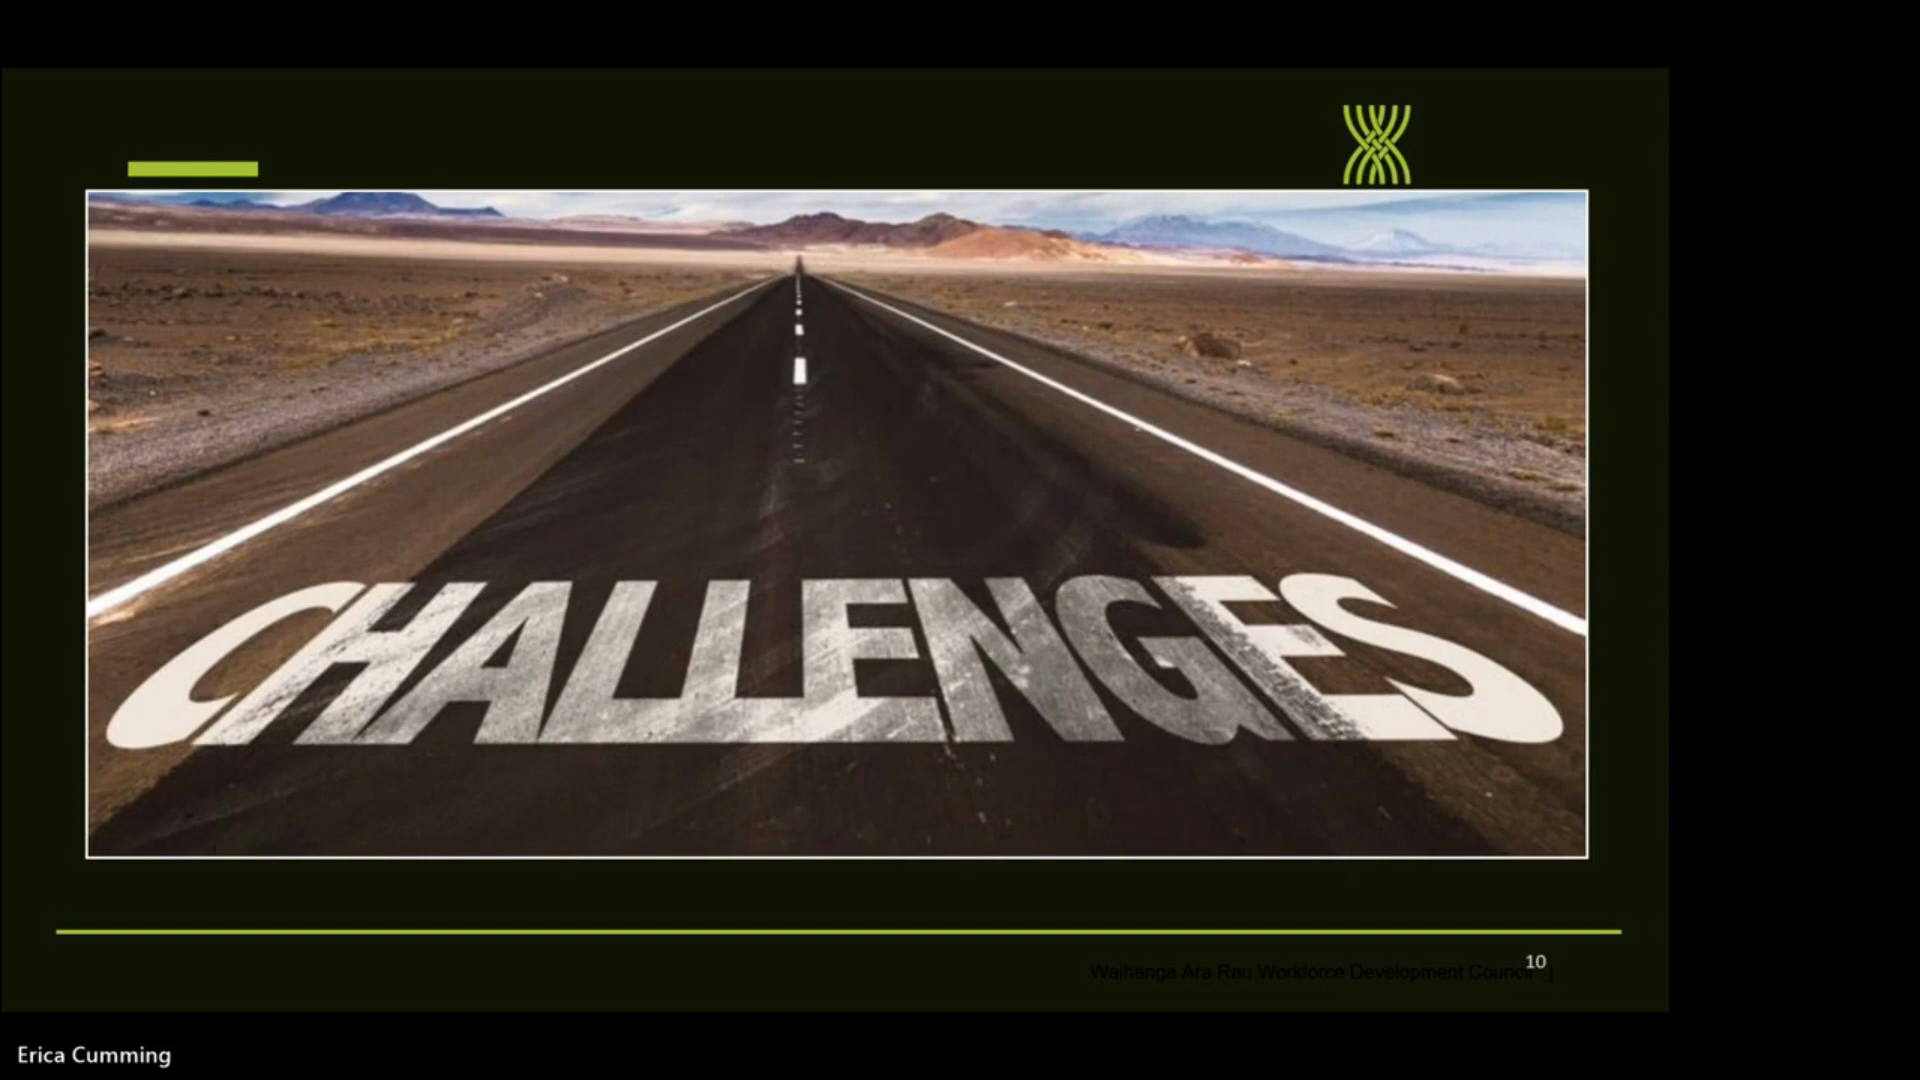 CHALLENGES
10
Waihanga Ara Rau Workforce Development Council |
Erica Cumming